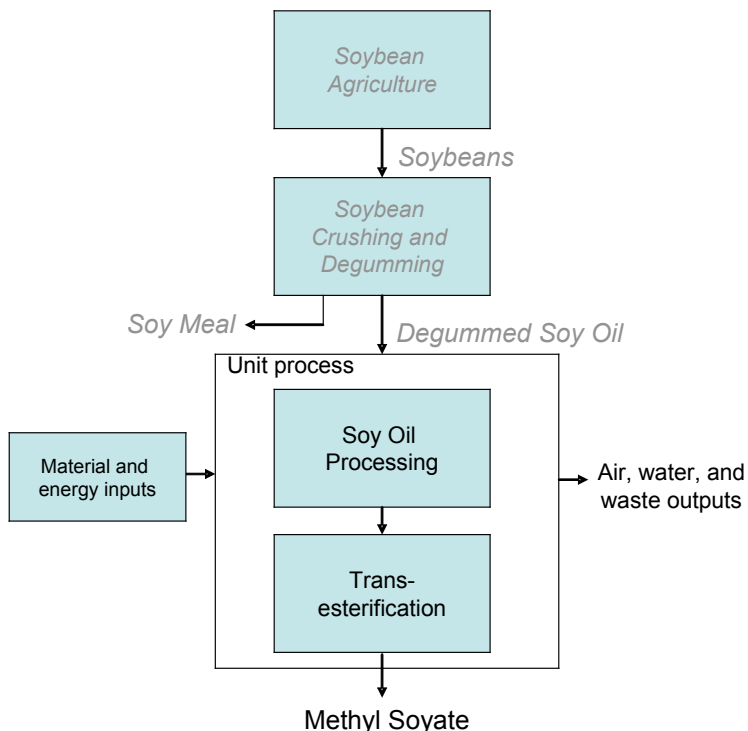 Soybean
Agriculture
Soybeans
Soybean
Crushing and
Degumming
Soy Meal
Degummed Soy Oil
Unit process
Soy Oil
Processing
Material and
energy inputs
Air, water, and
waste outputs
Trans-
esterification
Methyl Soyate